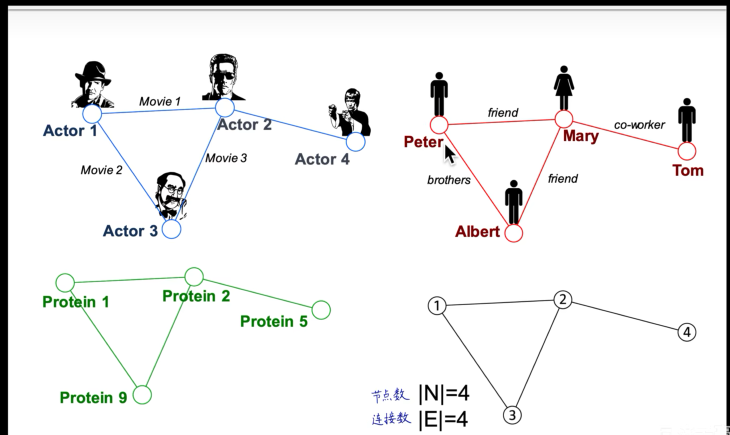 Movie 1
Actor 1
Actor 2
Movie 2
Movie 3
Actor 4
Actor 3
friend
Peter
Mary
co-worker
brothers
friend
Tom
Albert
Protein 1
Protein 2
Protein 5
Protein 9
1
2
4
3
节点数 |N|=4
连接数 |E|=4